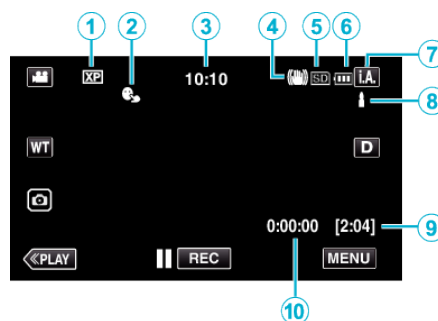 1 2 3 4 5 6 7
XP 10:10 SD i.A.
8
WT D
0:00:00 [2:04] 9
≪PLAY REC MENU
10